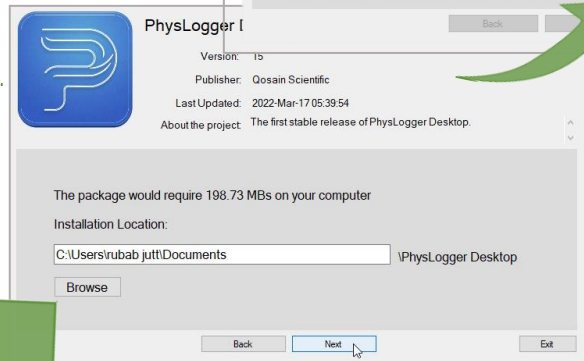 Back
PhysLogger
Version: 15
Publisher: Qosain Scientific
Last Updated: 2022-Mar-17 05:39:54
About the project: The first stable release of PhysLogger Desktop.
The package would require 198.73 MBs on your computer
Installation Location:
C:\Users\rubab jutt\Documents \PhysLogger Desktop
Browse
Back Next Exit